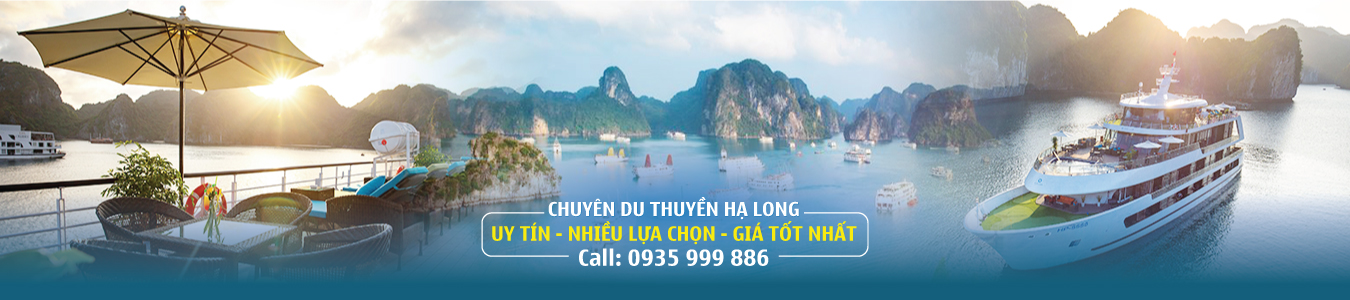 CHUYÊN DU THUYỀN HẠ LONG
UY TÍN - NHIỀU LỰA CHỌN - GIÁ TỐT NHẤT
Call: 0935 999 886